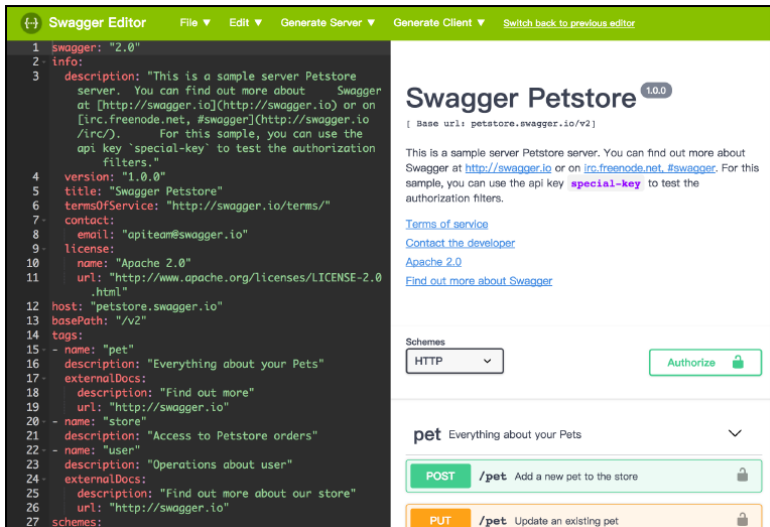 Swagger Editor File ▼ Edit ▼ Generate Server ▼ Generate Client ▼ Switch back to previous editor
1 swagger: "2.0"
2 info:
3 description: "This is a sample server Petstore
server. You can find out more about Swagger
at [http://swagger.io](http://swagger.io) or on
[irc.freenode.net, #swagger](http://swagger.io
/irc/). For this sample, you can use the
api key `special-key` to test the authorization
filters."
4 version: "1.0.0"
5 title: "Swagger Petstore"
6 termsOfService: "http://swagger.io/terms/"
7 contact:
8 email: "apiteam@swagger.io"
9 license:
10 name: "Apache 2.0"
11 url: "http://www.apache.org/licenses/LICENSE-2.0
.html"
12 host: "petstore.swagger.io"
13 basePath: "/v2"
14 tags:
15 - name: "pet"
16 description: "Everything about your Pets"
17 externalDocs:
18 description: "Find out more"
19 url: "http://swagger.io"
20 - name: "store"
21 description: "Access to Petstore orders"
22 - name: "user"
23 description: "Operations about user"
24 externalDocs:
25 description: "Find out more about our store"
26 url: "http://swagger.io"
27 schemes:
Swagger Petstore 1.0.0
[ Base url: petstore.swagger.io/v2]
This is a sample server Petstore server. You can find out more about
Swagger at http://swagger.io or on irc.freenode.net, #swagger. For this
sample, you can use the api key special-key to test the
authorization filters.
Terms of service
Contact the developer
Apache 2.0
Find out more about Swagger
Schemes
HTTP
Authorize
pet Everything about your Pets
POST /pet Add a new pet to the store
PUT /pet Update an existing pet